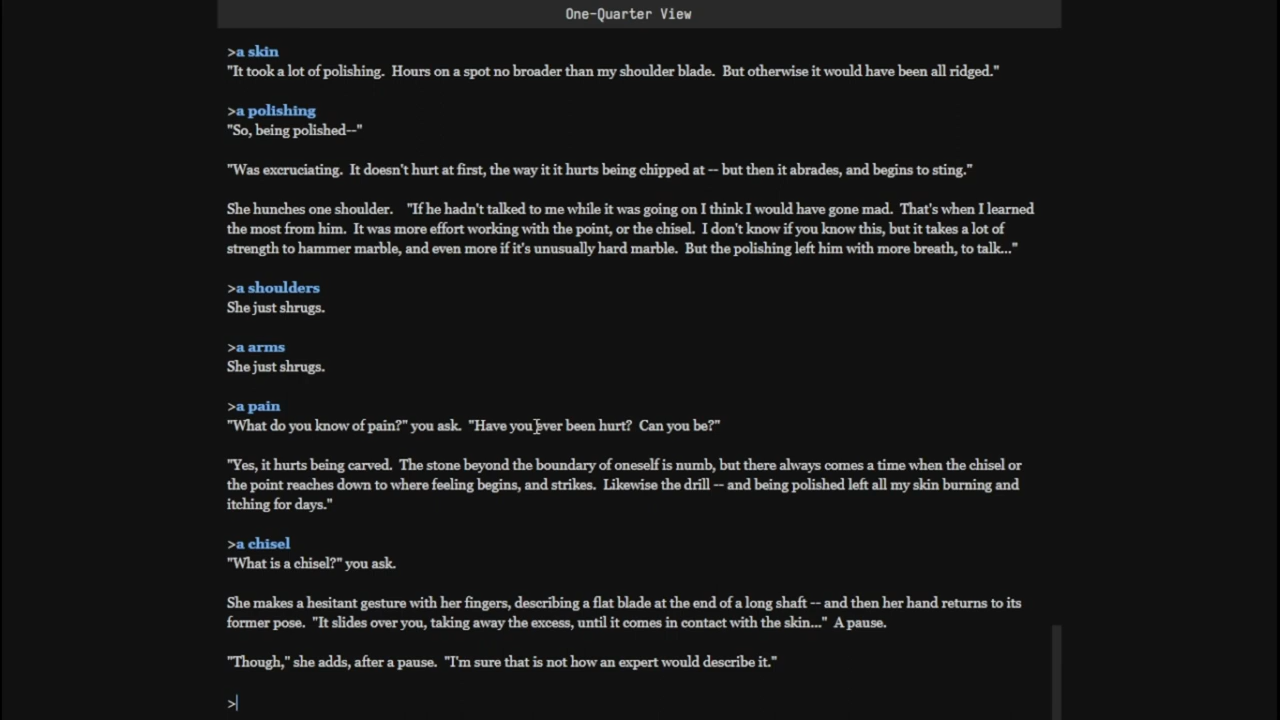 One-Quarter View
>a skin
"It took a lot of polishing. Hours on a spot no broader than my shoulder blade. But otherwise it would have been all ridged."
>a polishing
"So, being polished--"
"Was excruciating. It doesn't hurt at first, the way it it hurts being chipped at -- but then it abrades, and begins to sting."
She hunches one shoulder. "If he hadn't talked to me while it was going on I think I would have gone mad. That's when I learned
the most from him. It was more effort working with the point, or the chisel. I don't know if you know this, but it takes a lot of
strength to hammer marble, and even more if it's unusually hard marble. But the polishing left him with more breath, to talk..."
>a shoulders
She just shrugs.
>a arms
She just shrugs.
>a pain
"What do you know of pain?" you ask. "Have you ever been hurt? Can you be?"
"Yes, it hurts being carved. The stone beyond the boundary of oneself is numb, but there always comes a time when the chisel or
the point reaches down to where feeling begins, and strikes. Likewise the drill -- and being polished left all my skin burning and
itching for days."
>a chisel
"What is a chisel?" you ask.
She makes a hesitant gesture with her fingers, describing a flat blade at the end of a long shaft -- and then her hand returns to its
former pose. "It slides over you, taking away the excess, until it comes in contact with the skin..." A pause.
"Though," she adds, after a pause. "I'm sure that is not how an expert would describe it."
>